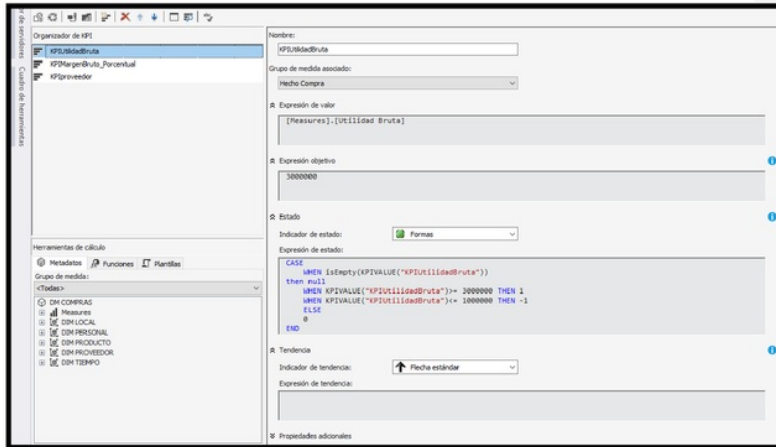 r de servidores
Cuadro de herramientas
Organizador de KPI
KPIUtilidadBruta
KPIMargenBruto_Porcentual
KPIproveedor
Herramientas de cálculo
Metadatos Funciones Plantillas
Grupo de medida:
<Todas>
DM COMPRAS
Measures
DIM LOCAL
DIM PERSONAL
DIM PRODUCTO
DIM PROVEEDOR
DIM TIEMPO
Nombre:
KPIUtilidadBruta
Grupo de medida asociado:
Hecho Compra
Expresión de valor
[Measures].[Utilidad Bruta]
Expresión objetivo
3000000
Estado
Indicador de estado: Formas
Expresión de estado:
CASE
WHEN isEmpty(KPIVALUE("KPIUtilidadBruta"))
then null
WHEN KPIVALUE("KPIUtilidadBruta")>= 3000000 THEN 1
WHEN KPIVALUE("KPIUtilidadBruta")<= 1000000 THEN -1
ELSE
0
END
Tendencia
Indicador de tendencia: Flecha estándar
Expresión de tendencia:
Propiedades adicionales